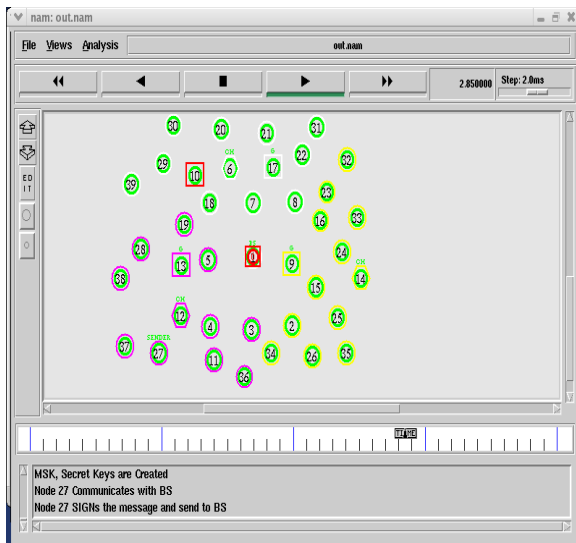 nam: out.nam
File Views Analysis out.nam
2.850000 Step: 2.0ms
30 20 21 31
CH G
29 6 17 22 32
39 10 23
18 7 8
19 16 33
28 G BS G 24 CH
13 5 9 14
38 15
CH
12 25
4 3 2
SENDER
37 27 11 34 26 35
36
ED
IT
TIME
MSK, Secret Keys are Created
Node 27 Communicates with BS
Node 27 SIGNs the message and send to BS